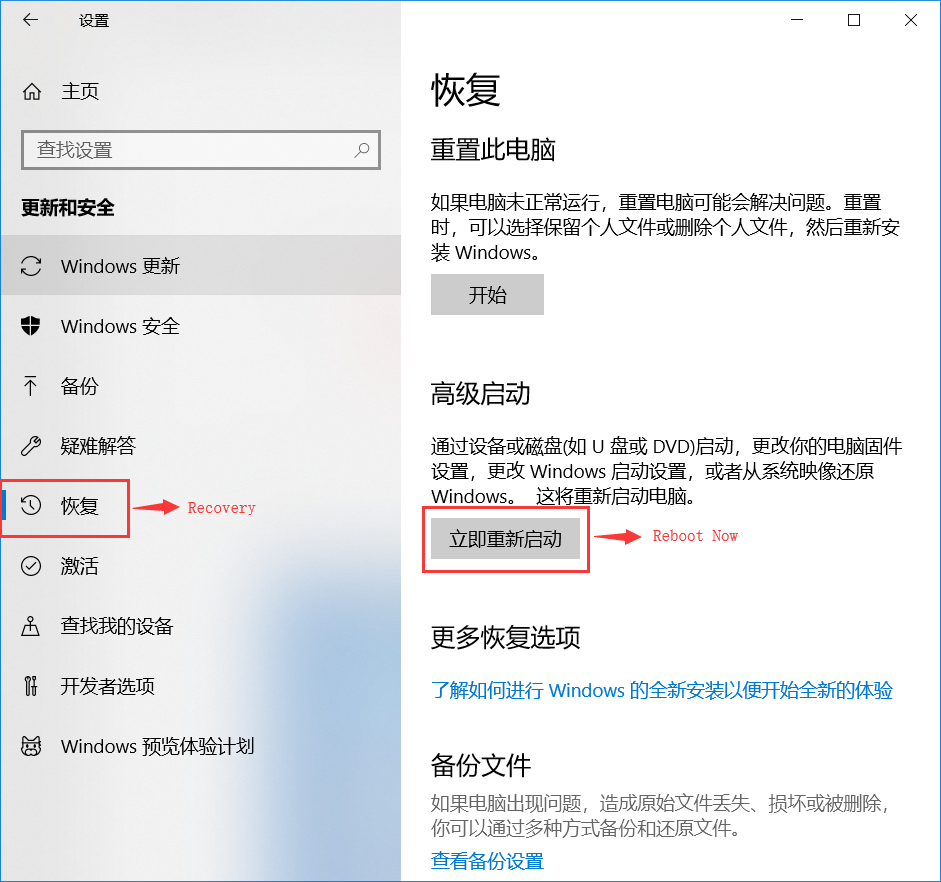 设置
主页
查找设置
更新和安全
Windows 更新
Windows 安全
备份
疑难解答
恢复
Recovery
激活
查找我的设备
开发者选项
Windows 预览体验计划
恢复
重置此电脑
如果电脑未正常运行，重置电脑可能会解决问题。重置
时，可以选择保留个人文件或删除个人文件，然后重新安
装 Windows。
开始
高级启动
通过设备或磁盘(如 U 盘或 DVD)启动，更改你的电脑固件
设置，更改 Windows 启动设置，或者从系统映像还原
Windows。 这将重新启动电脑。
立即重新启动
Reboot Now
更多恢复选项
了解如何进行 Windows 的全新安装以便开始全新的体验
备份文件
如果电脑出现问题，造成原始文件丢失、损坏或被删除，
你可以通过多种方式备份和还原文件。
查看备份设置